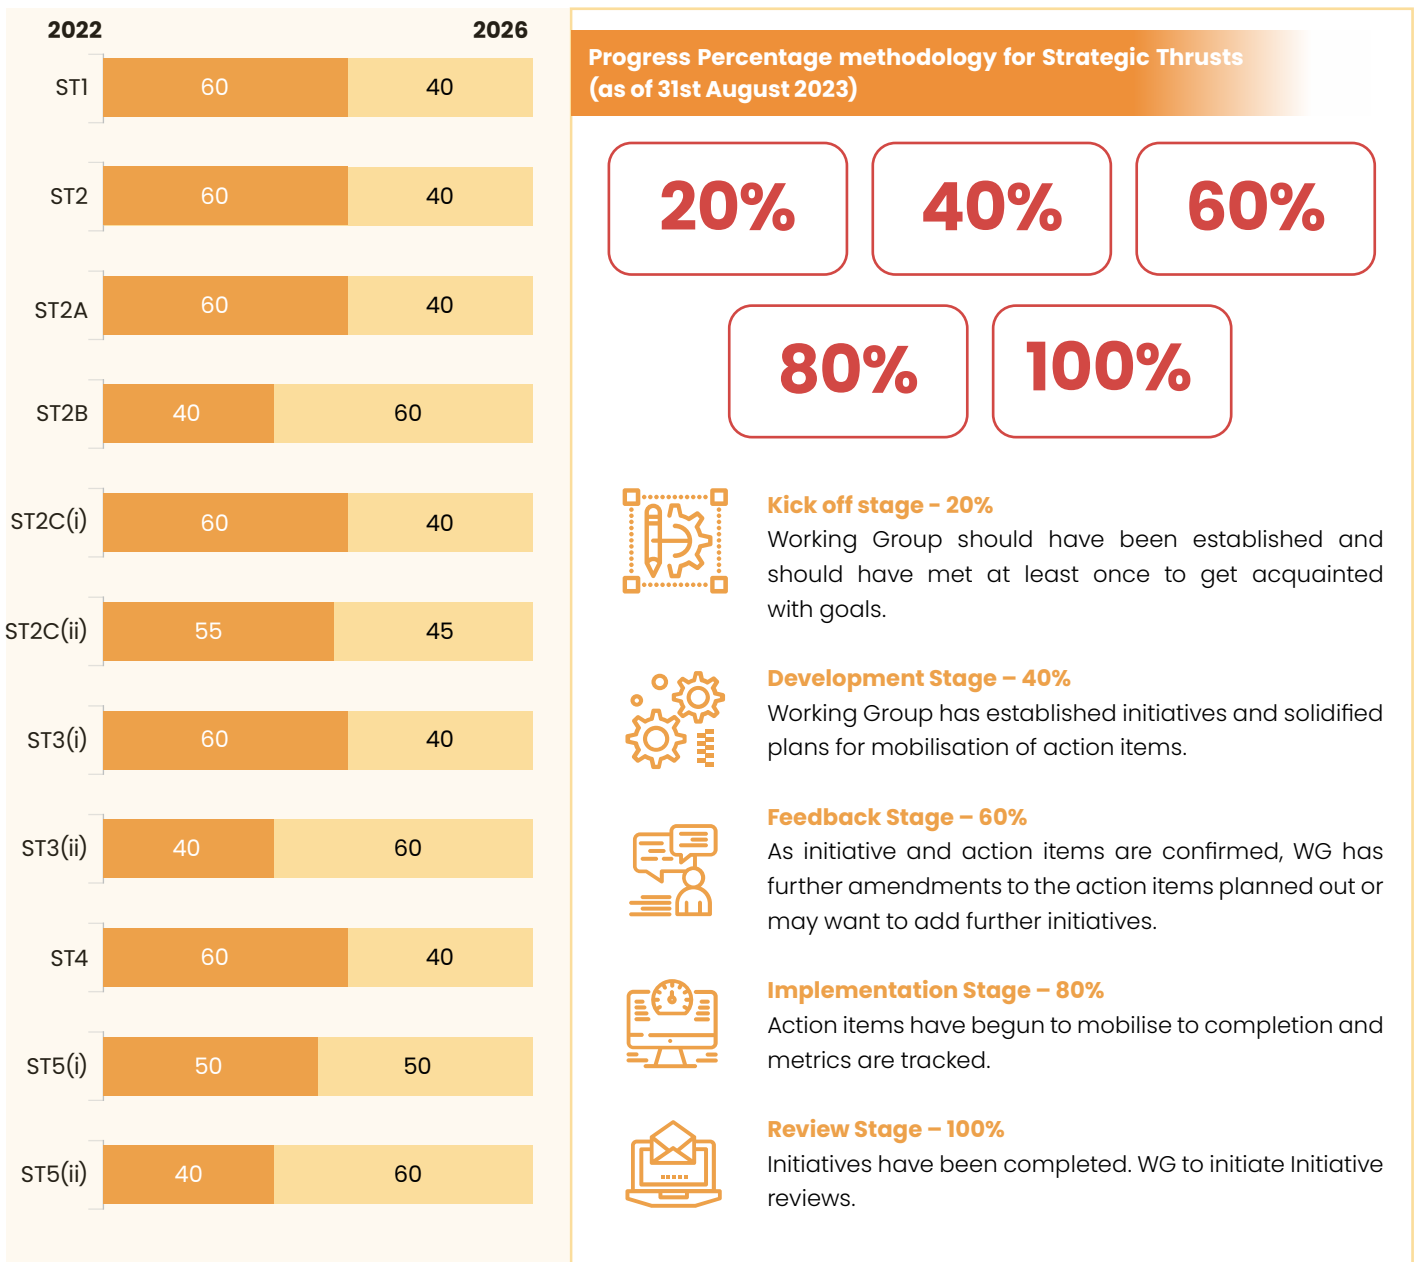 2022 2026
ST1 60 40
ST2 60 40
ST2A 60 40
ST2B 40 60
ST2C(i) 60 40
ST2C(ii) 55 45
ST3(i) 60 40
ST3(ii) 40 60
ST4 60 40
ST5(i) 50 50
ST5(ii) 40 60
Progress Percentage methodology for Strategic Thrusts
(as of 31st August 2023)
20% 40% 60%
80% 100%
Kick off stage - 20%
Working Group should have been established and
should have met at least once to get acquainted
with goals.
Development Stage – 40%
Working Group has established initiatives and solidified
plans for mobilisation of action items.
Feedback Stage – 60%
As initiative and action items are confirmed, WG has
further amendments to the action items planned out or
may want to add further initiatives.
Implementation Stage – 80%
Action items have begun to mobilise to completion and
metrics are tracked.
Review Stage – 100%
Initiatives have been completed. WG to initiate Initiative
reviews.